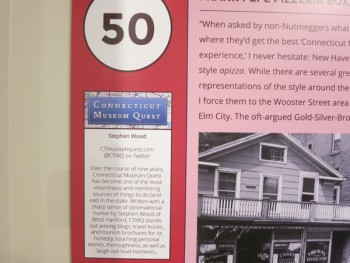 50
"When asked by non-Nutmeggers what
where they'd get the best 'Connecticut
experience,' I never hesitate: New Have
style apizza. While there are several gre
representations of the style around the
I force them to the Wooster Street area
Elm City. The oft-argued Gold-Silver-Bro
CONNECTICUT
MUSEUM QUEST
Stephen Wood
CTmuseumquest.com
@CTMQ on Twitter
Over the course of nine years,
Connecticut Museum Quest
has become one of the most
voluminous and interesting
sources of things to do (and
eat) in the state. Written with a
sharp sense of observational
humor by Stephen Wood of
West Hartford, CTMQ stands
out among blogs, travel books,
and tourism brochures for its
honesty, touching personal
stories, thoroughness, as well as
laugh out loud moments.